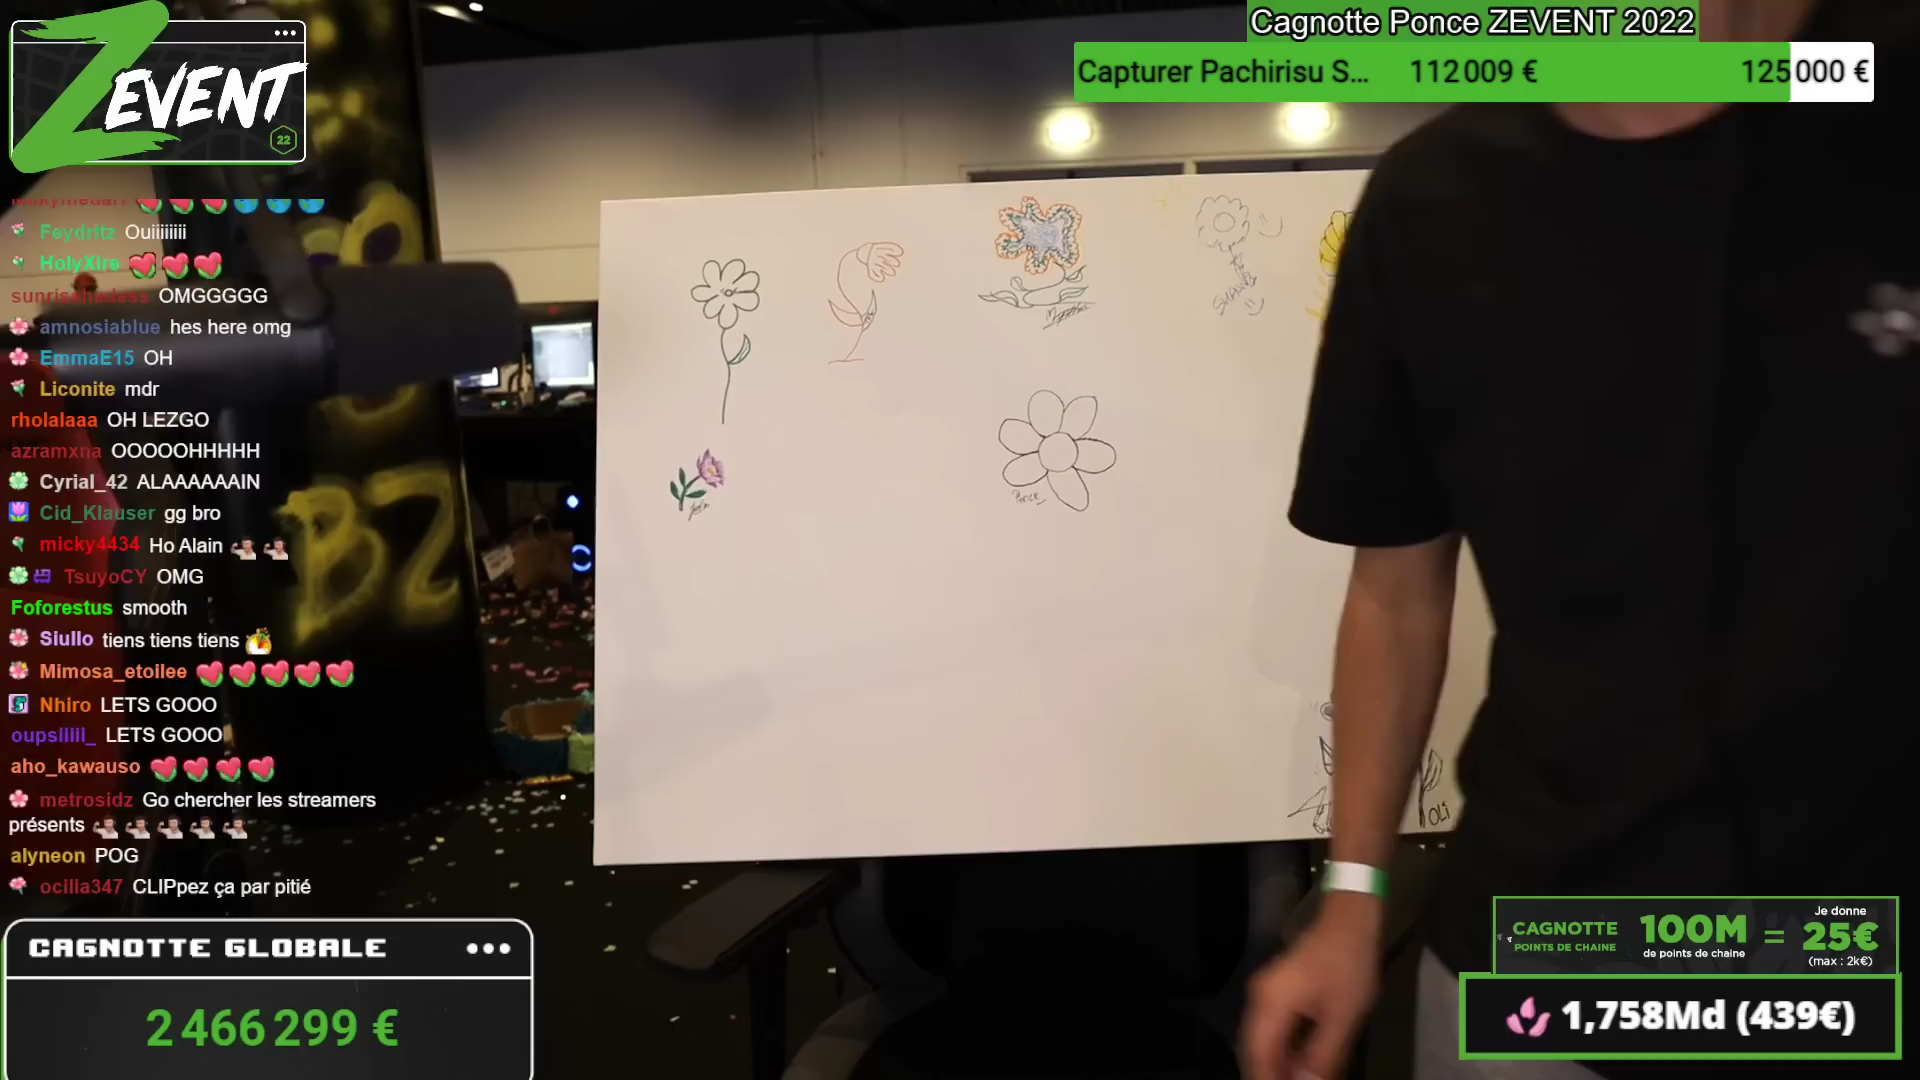 ZEVENT
22
Cagnotte Ponce ZEVENT 2022
Capturer Pachirisu S... 112 009 € 125 000 €
Feydritz Ouiiiiiiii
HolyXire
OMGGGGG
amnosiablue hes here omg
EmmaE15 OH
Liconite mdr
rholalaaa OH LEZGO
azramxna OOOOOHHHHH
Cyrial_42 ALAAAAAAIN
Cid_Klauser gg bro
micky4434 Ho Alain
TsuyoCY OMG
Foforestus smooth
Siullo tiens tiens tiens
Mimosa_etoilee
Nhiro LETS GOOO
LETS GOOO
aho_kawauso
metrosidz Go chercher les streamers
présents
alyneon POG
ocilla347 CLIPpez ça par pitié
BZ
Ponce
POLI
CAGNOTTE GLOBALE
2 466 299 €
CAGNOTTE
POINTS DE CHAINE
100M
de points de chaine
=
Je donne
25€
(max : 2k€)
1,758Md (439€)